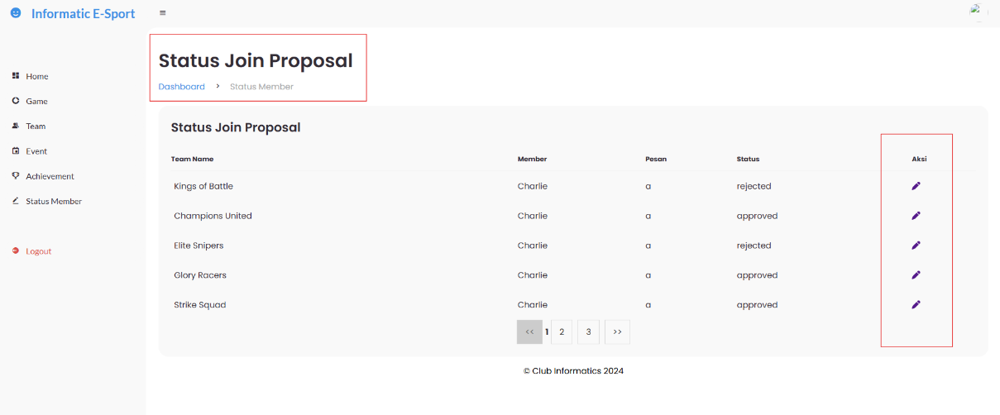 Informatic E-Sport
Status Join Proposal
Dashboard > Status Member
Home
Game
Team
Event
Achievement
Status Member
Logout
Status Join Proposal
Team Name Member Pesan Status Aksi
Kings of Battle Charlie a rejected
Champions United Charlie a approved
Elite Snipers Charlie a rejected
Glory Racers Charlie a approved
Strike Squad Charlie a approved
<< 1 2 3 >>
© Club Informatics 2024